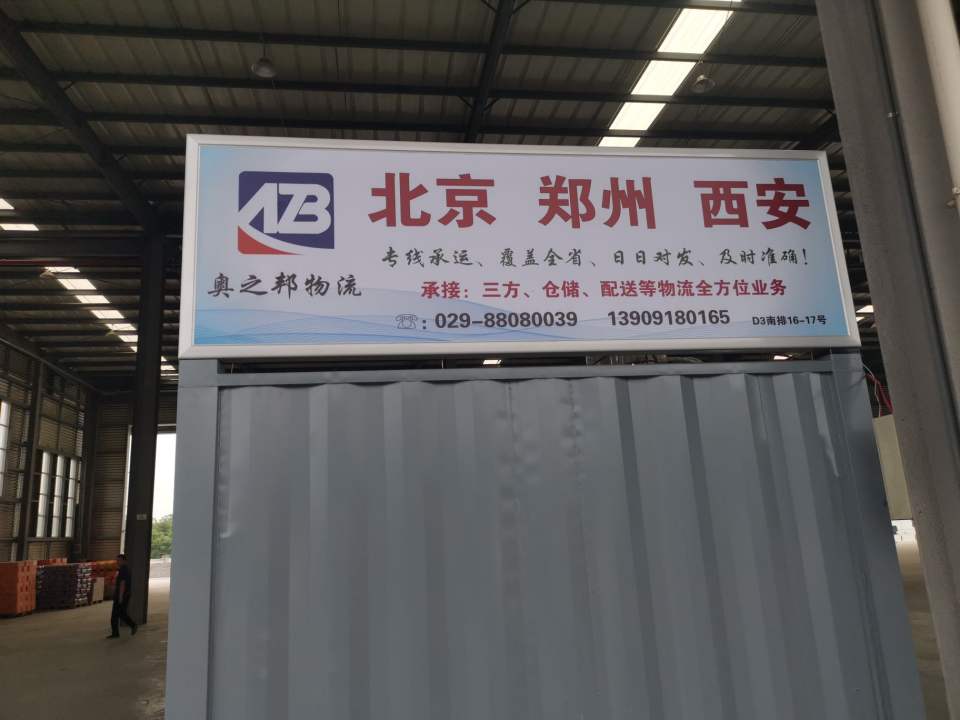 AZB
北京 郑州 西安
专线承运、覆盖全省、日日对发、及时准确！
奥之邦物流
承接：三方、仓储、配送等物流全方位业务
☏：029-88080039 13909180165 D3南排16-17号